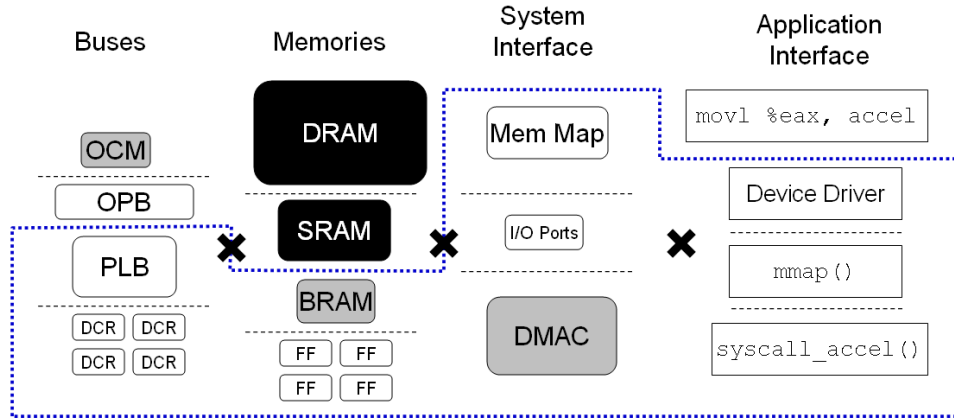 Buses
Memories
System
Interface
Application
Interface
OCM
OPB
PLB
DCR DCR
DCR DCR
DRAM
SRAM
BRAM
FF FF
FF FF
Mem Map
I/O Ports
DMAC
movl %eax, accel
Device Driver
mmap()
syscall_accel()